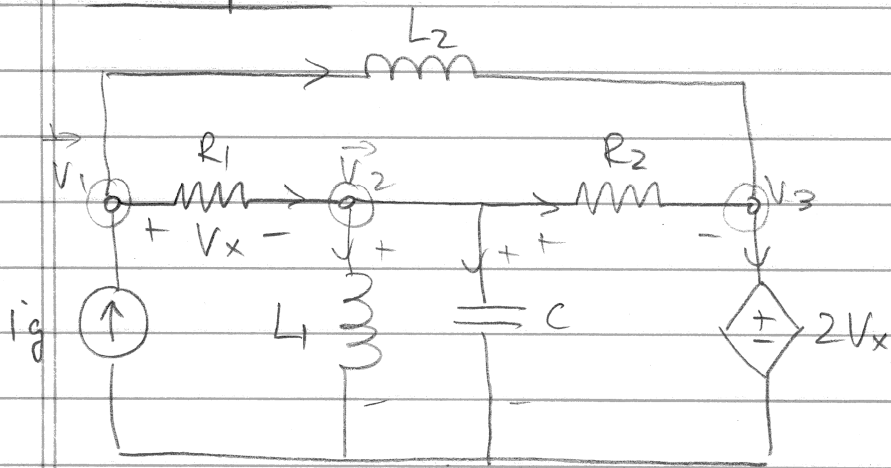 L2
R1
V2
R2
V1
V3
+ Vx -
+
+
+
-
ig
L1
C
+
-
2Vx
-
-